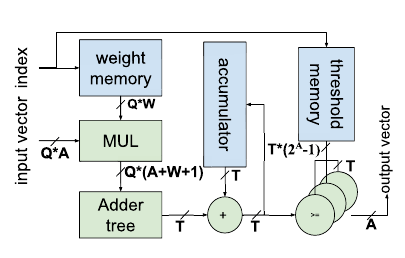 input vector index
weight
memory
Q*W
Q*A
MUL
Q*(A+W+1)
Adder
tree
T
+
T
accumulator
T
threshold
memory
T*(2^A-1)
T
>=
A
output vector